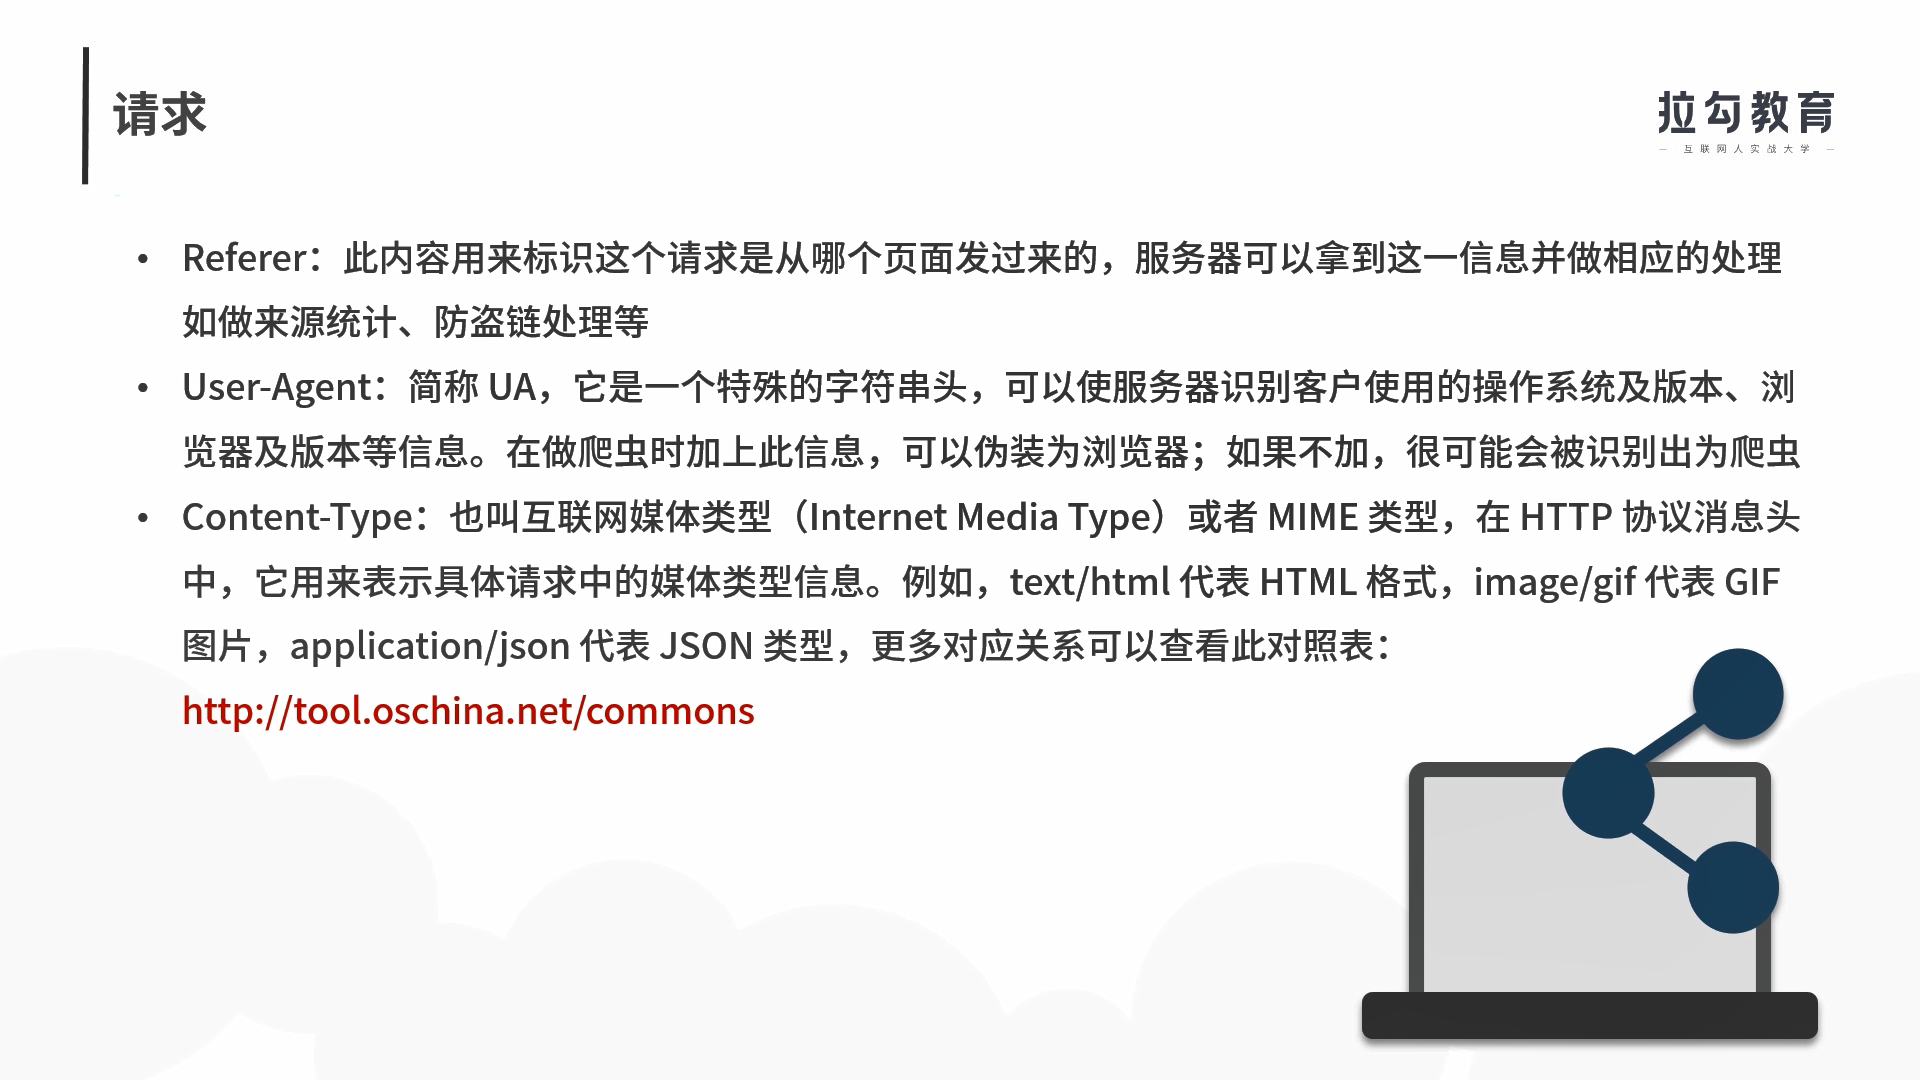 请求
拉勾教育
— 互联网人实战大学 —
• Referer：此内容用来标识这个请求是从哪个页面发过来的，服务器可以拿到这一信息并做相应的处理
如做来源统计、防盗链处理等
• User-Agent：简称 UA，它是一个特殊的字符串头，可以使服务器识别客户使用的操作系统及版本、浏
览器及版本等信息。在做爬虫时加上此信息，可以伪装为浏览器；如果不加，很可能会被识别出为爬虫
• Content-Type：也叫互联网媒体类型（Internet Media Type）或者 MIME 类型，在 HTTP 协议消息头
中，它用来表示具体请求中的媒体类型信息。例如，text/html 代表 HTML 格式，image/gif 代表 GIF
图片，application/json 代表 JSON 类型，更多对应关系可以查看此对照表：
http://tool.oschina.net/commons